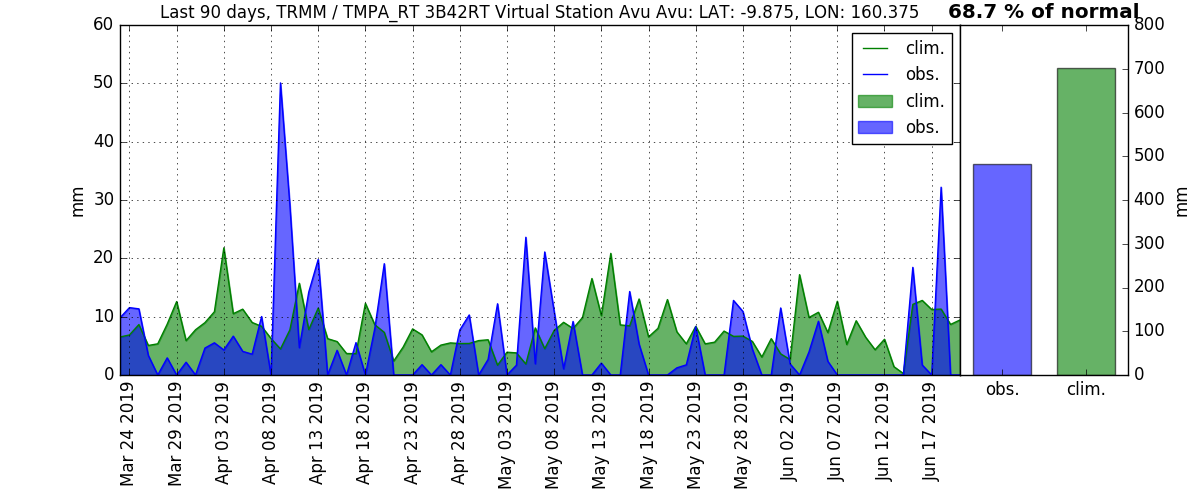 Last 90 days, TRMM / TMPA_RT 3B42RT Virtual Station Avu Avu: LAT: -9.875, LON: 160.375
68.7 % of normal
mm
60
50
40
30
20
10
0
clim.
obs.
clim.
obs.
Mar 24 2019
Mar 29 2019
Apr 03 2019
Apr 08 2019
Apr 13 2019
Apr 18 2019
Apr 23 2019
Apr 28 2019
May 03 2019
May 08 2019
May 13 2019
May 18 2019
May 23 2019
May 28 2019
Jun 02 2019
Jun 07 2019
Jun 12 2019
Jun 17 2019
800
700
600
500
400
300
200
100
0
mm
obs.
clim.